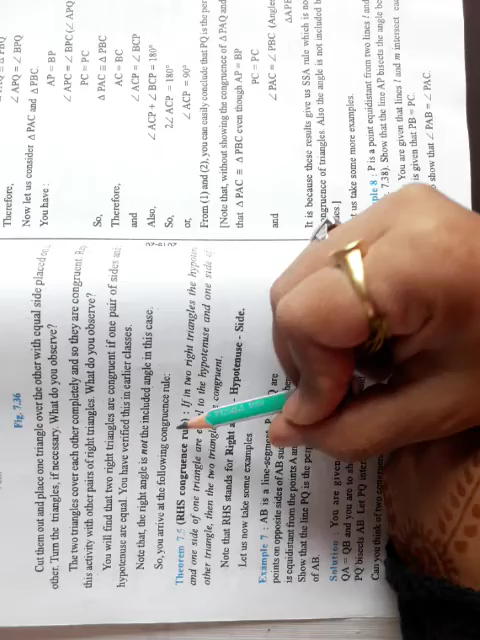 Fig. 7.36
Cut them out and place one triangle over the other with equal side placed on
other. Turn the triangles, if necessary. What do you observe?
The two triangles cover each other completely and so they are congruent.
this activity with other pairs of right triangles. What do you observe?
You will find that two right triangles are congruent if one pair of sides and
hypotenuse are equal. You have verified this in earlier classes.
Note that, the right angle is not the included angle in this case.
So, you arrive at the following congruence rule:
Theorem 7.5 (RHS congruence rule) : If in two right triangles the
and one side of one triangle are to the hypotenuse and one side
other triangle, then the two congruent.
Note that RHS stands for Right - Hypotenuse - Side.
Let us now take some examples
Example 7 : AB is a line-segment. P are
points on opposite sides of AB
is equidistant from the points A
Show that the line PQ is the
of AB.
Solution : You are given
QA = QB and you are to
PQ bisects AB. Let PQ
Can you think of two
∠ APQ = ∠ BPQ
Therefore,
Now let us consider Δ PAC and Δ PBC.
You have : AP = BP
∠ APC = ∠ BPC (∠ APQ
PC = PC
So, Δ PAC ≅ Δ PBC
Therefore, AC = BC
and ∠ ACP = ∠ BCP
Also, ∠ ACP + ∠ BCP = 180°
So, 2∠ ACP = 180°
or, ∠ ACP = 90°
From (1) and (2), you can easily conclude that PQ is the
[Note that, without showing the congruence of Δ PAQ and
that Δ PAC ≅ Δ PBC even though AP = BP
PC = PC
and ∠ PAC = ∠ PBC (Angles
Δ APB
It is because these results give us SSA rule which is
congruence of triangles. Also the angle is not included
us take some more examples.
8 : P is a point equidistant from two lines l and
7.38). Show that the line AP bisects the angle
You are given that lines l and m intersect
is given that PB = PC.
show that ∠ PAB = ∠ PAC.